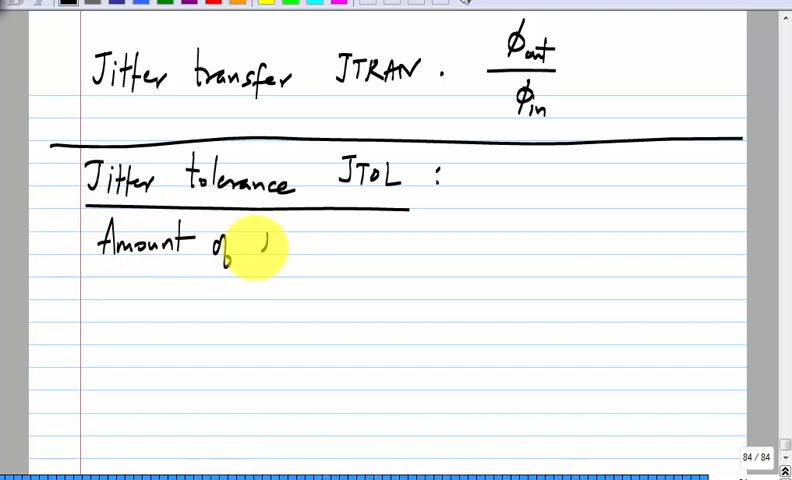 Jitter transfer JTRAN. ϕout/ϕin
Jitter tolerance JTOL :
Amount of
84 / 84